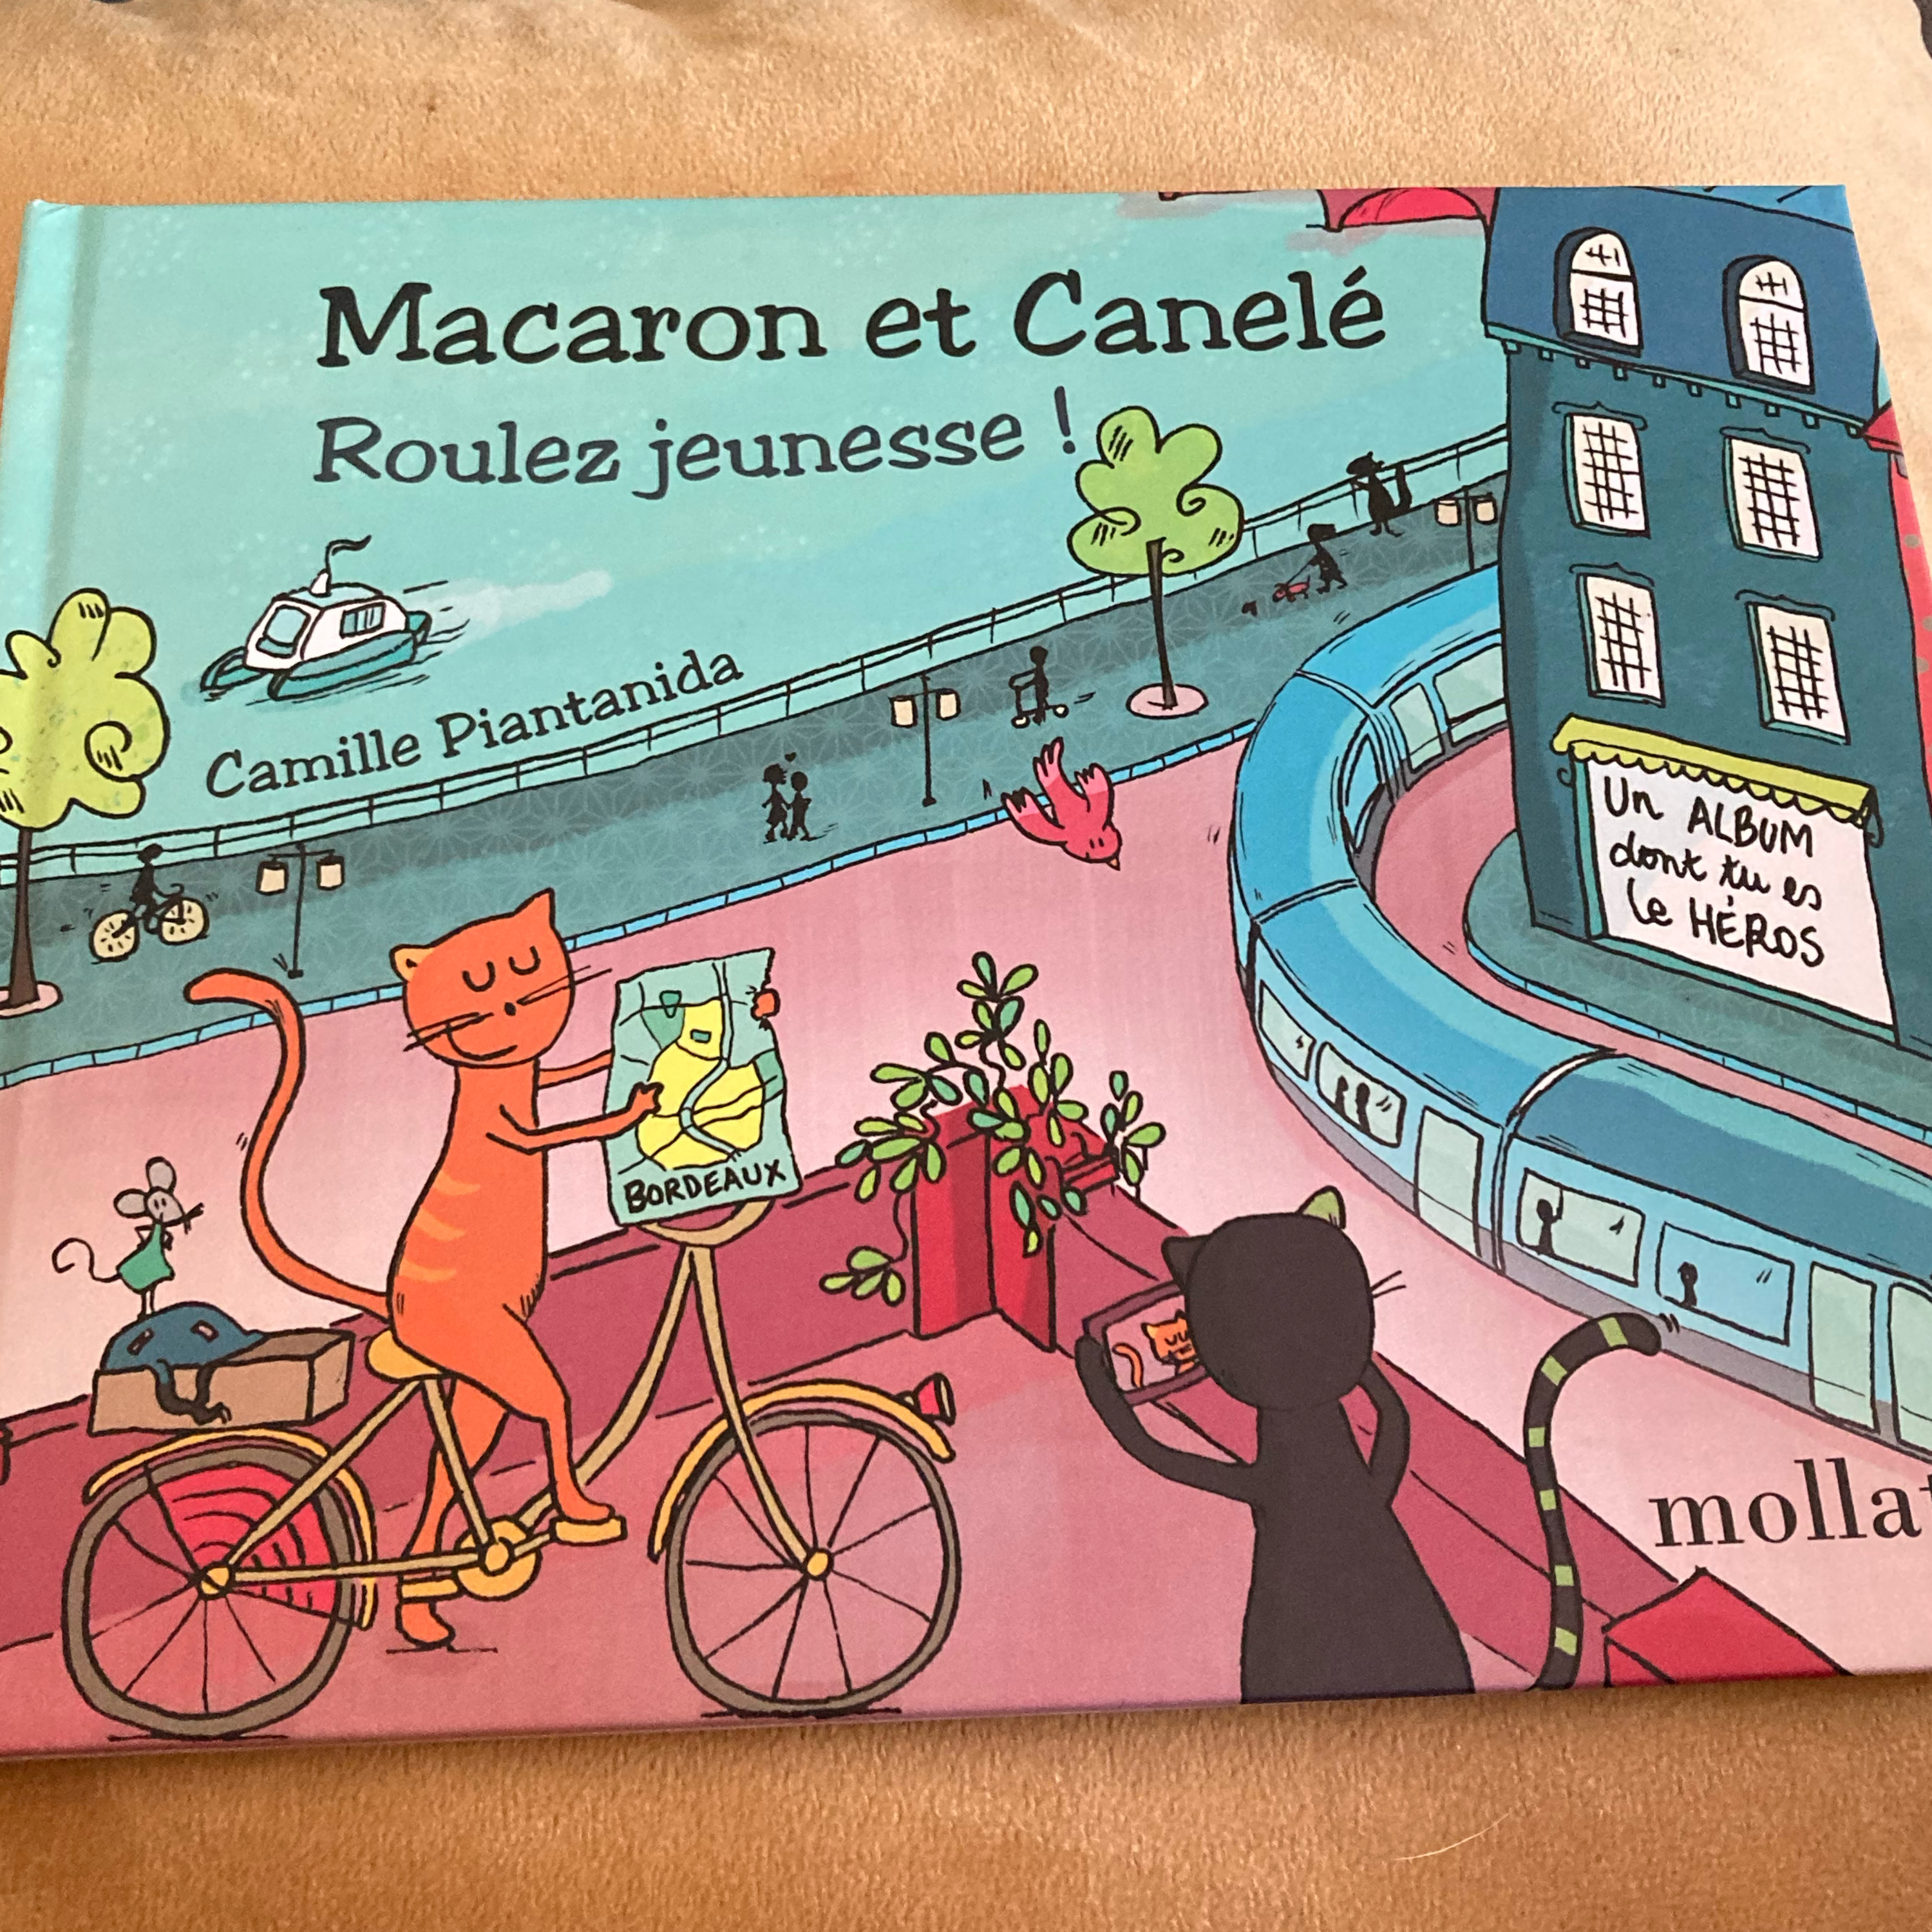 Macaron et Canelé
Roulez jeunesse !
Camille Piantanida
Un ALBUM
dont tu es
le HÉROS
BORDEAUX
mollat